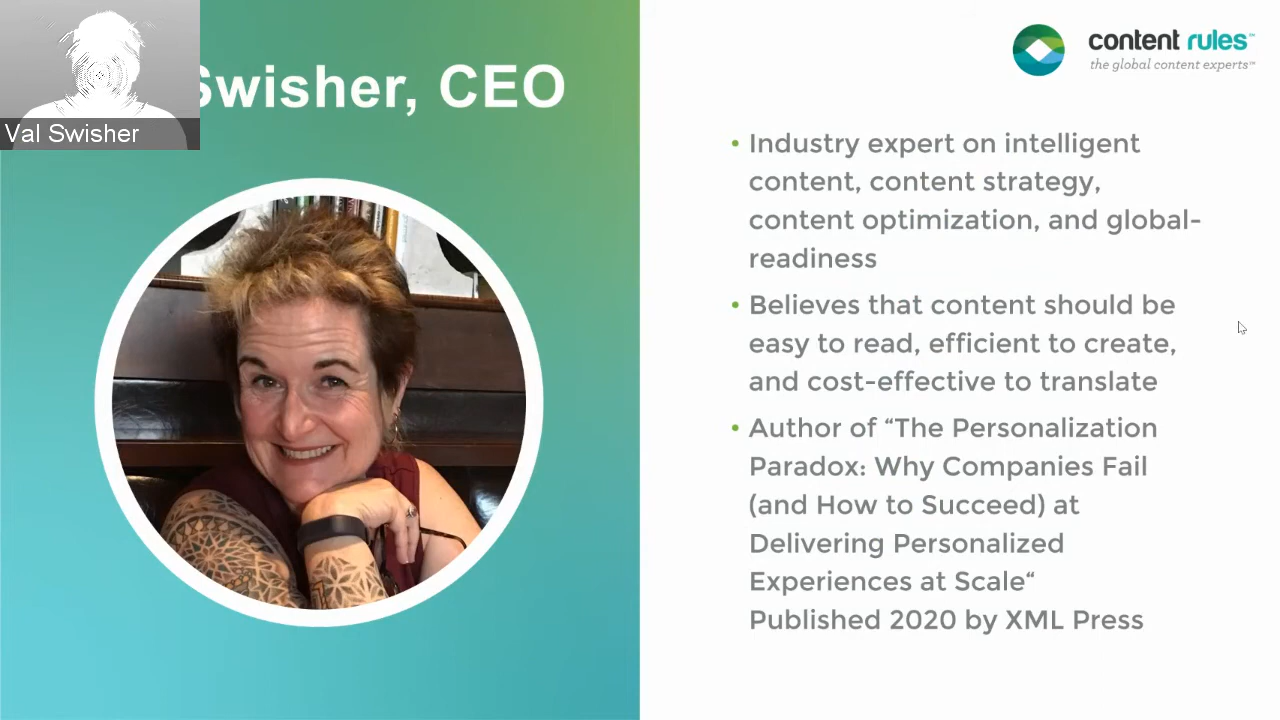 Swisher, CEO
Val Swisher
content rules™
the global content experts™
• Industry expert on intelligent
content, content strategy,
content optimization, and global-
readiness
• Believes that content should be
easy to read, efficient to create,
and cost-effective to translate
• Author of “The Personalization
Paradox: Why Companies Fail
(and How to Succeed) at
Delivering Personalized
Experiences at Scale“
Published 2020 by XML Press